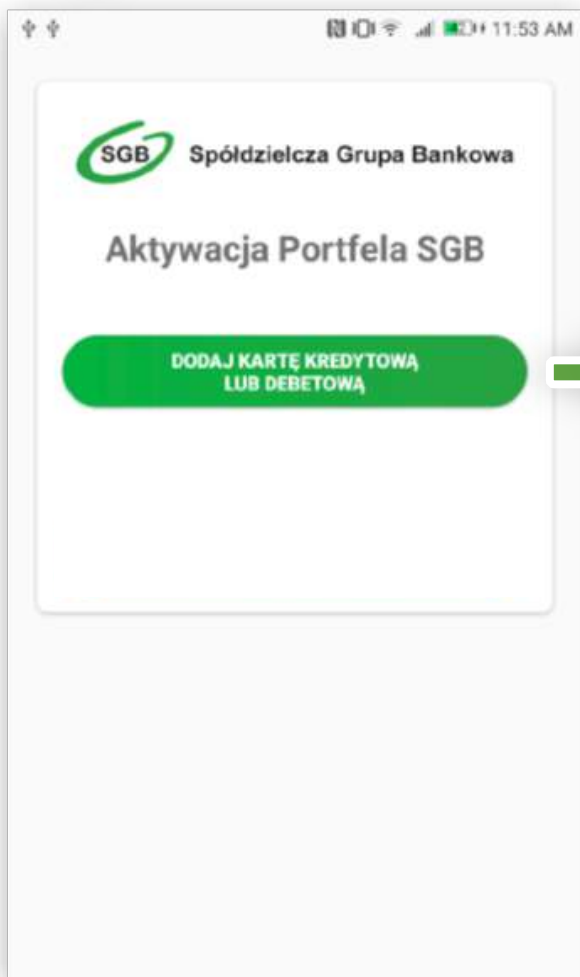 11:53 AM
SGB Spółdzielcza Grupa Bankowa
Aktywacja Portfela SGB
DODAJ KARTĘ KREDYTOWĄ
LUB DEBETOWĄ